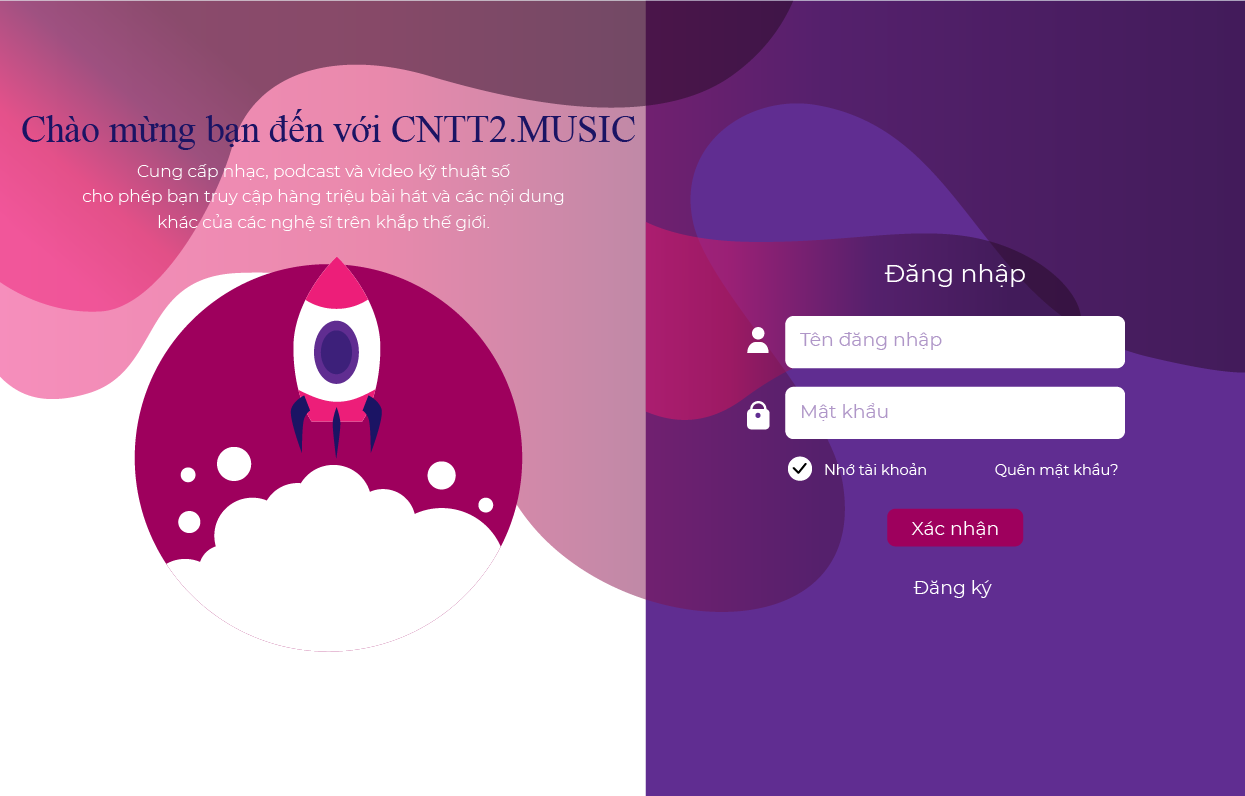 Chào mừng bạn đến với CNTT2.MUSIC
Cung cấp nhạc, podcast và video kỹ thuật số
cho phép bạn truy cập hàng triệu bài hát và các nội dung
khác của các nghệ sĩ trên khắp thế giới.
Đăng nhập
Tên đăng nhập
Mật khẩu
Nhớ tài khoản
Quên mật khẩu?
Xác nhận
Đăng ký